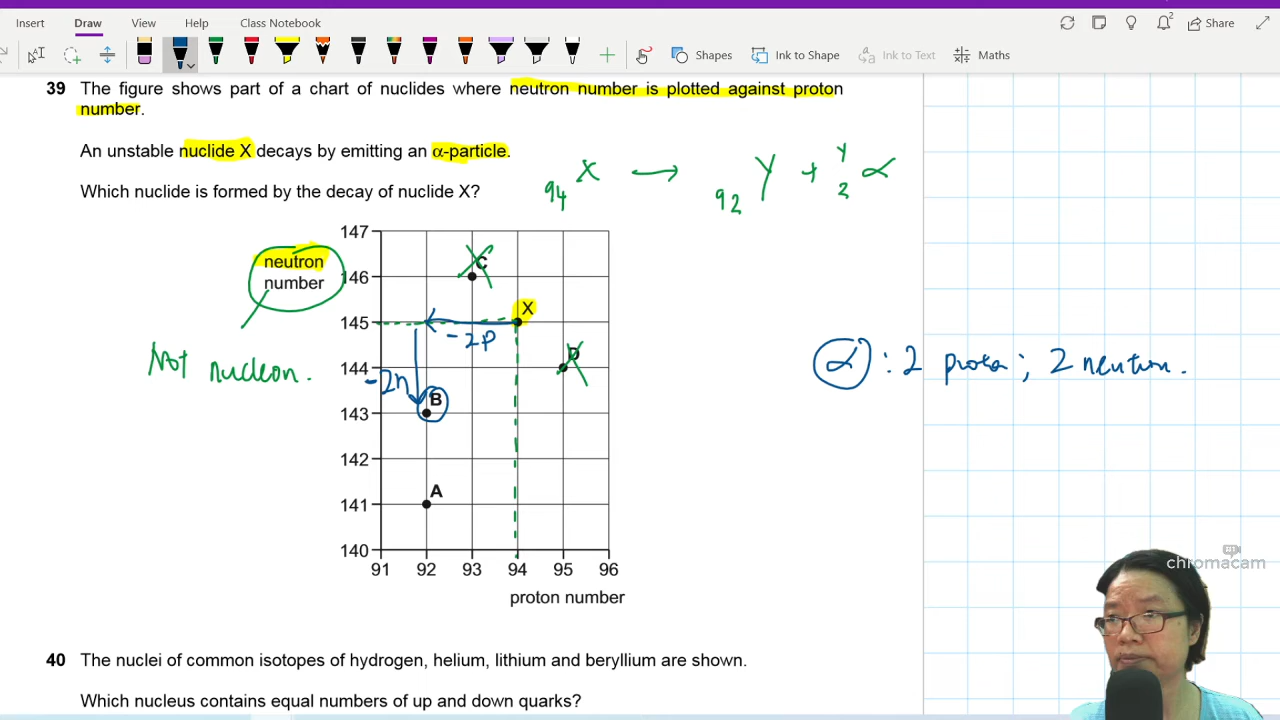 Insert Draw View Help Class Notebook Share
Shapes Ink to Shape Ink to Text Maths
39 The figure shows part of a chart of nuclides where neutron number is plotted against proton
number.
An unstable nuclide X decays by emitting an α-particle.
Which nuclide is formed by the decay of nuclide X?
₉₄X → ₉₂Y + ⁴₂α
147
neutron
number
146
C
145
X
-2p
144
D
Not nucleon.
-2n
α : 2 proton; 2 neutron.
143
B
142
141
A
140
91 92 93 94 95 96
proton number
chromacam
40 The nuclei of common isotopes of hydrogen, helium, lithium and beryllium are shown.
Which nucleus contains equal numbers of up and down quarks?